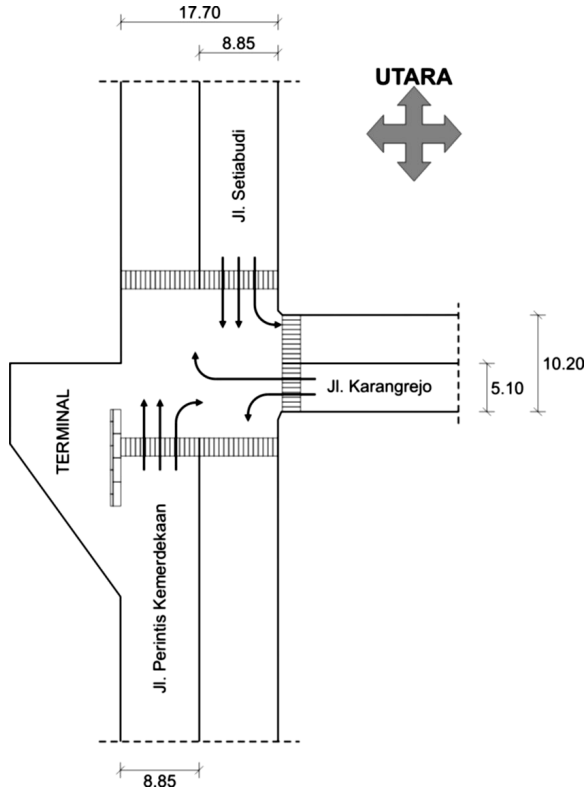 17.70
8.85
UTARA
Jl. Setiabudi
10.20
Jl. Karangrejo
5.10
TERMINAL
Jl. Perintis Kemerdekaan
8.85